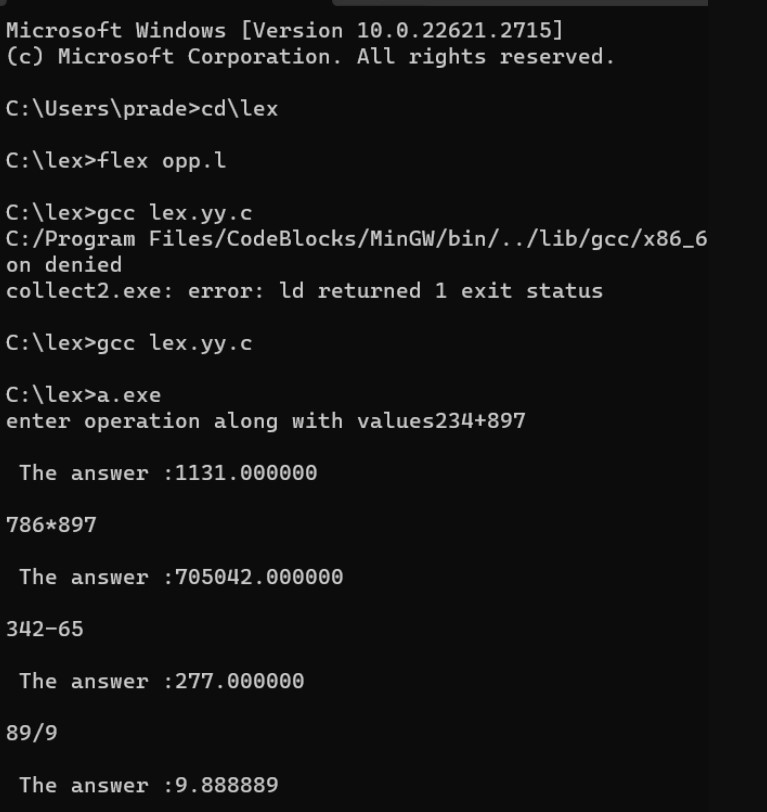 Microsoft Windows [Version 10.0.22621.2715]
(c) Microsoft Corporation. All rights reserved.
C:\Users\prade>cd\lex
C:\lex>flex opp.l
C:\lex>gcc lex.yy.c
C:/Program Files/CodeBlocks/MinGW/bin/../lib/gcc/x86_6
on denied
collect2.exe: error: ld returned 1 exit status
C:\lex>gcc lex.yy.c
C:\lex>a.exe
enter operation along with values234+897
The answer :1131.000000
786*897
The answer :705042.000000
342-65
The answer :277.000000
89/9
The answer :9.888889